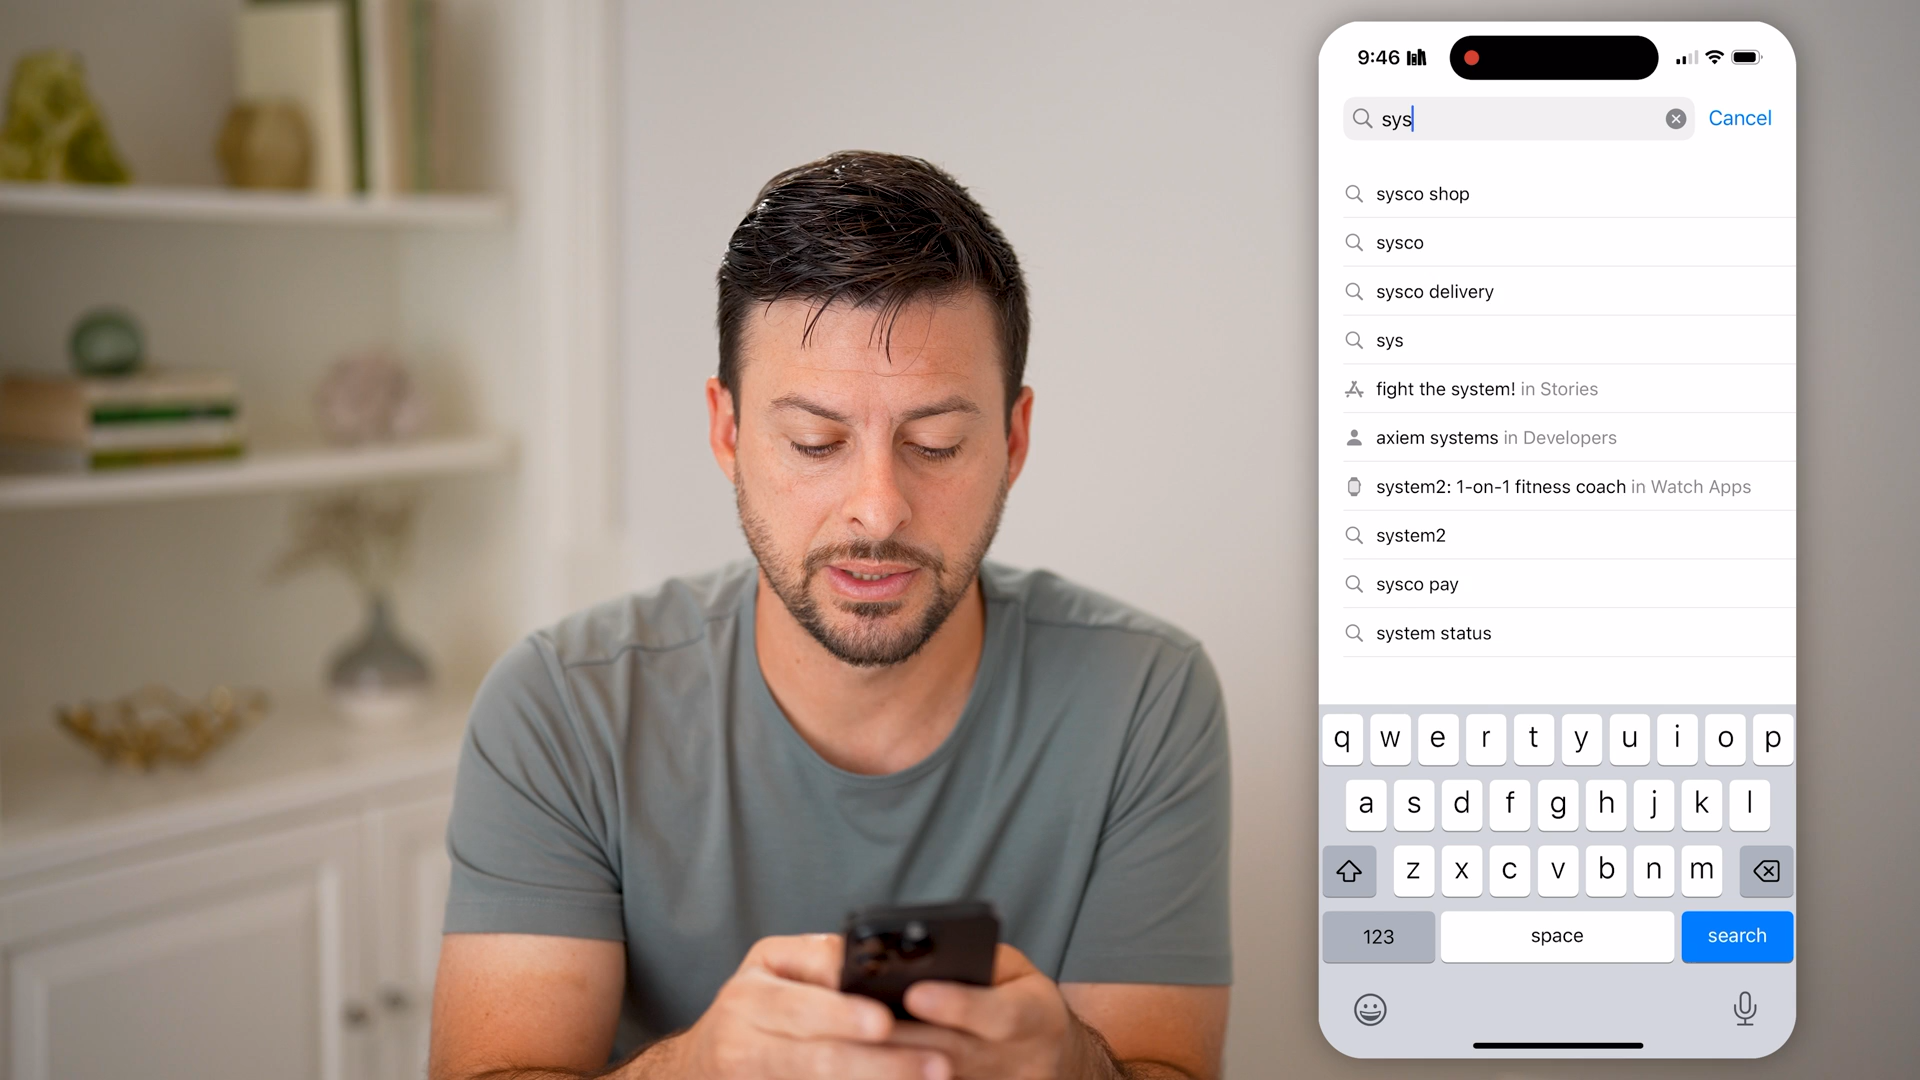 9:46
sys
Cancel
sysco shop
sysco
sysco delivery
sys
fight the system! in Stories
axiem systems in Developers
system2: 1-on-1 fitness coach in Watch Apps
system2
sysco pay
system status
q w e r t y u i o p
a s d f g h j k l
z x c v b n m
123 space search